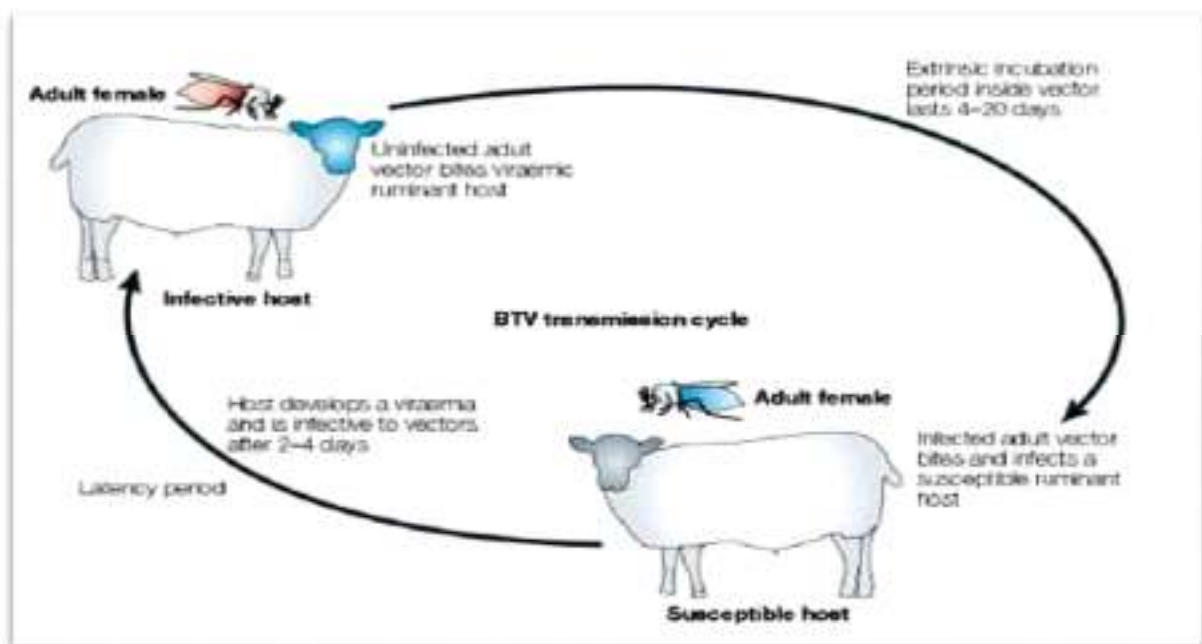 Adult female
Uninfected adult
vector bites viraemic
ruminant host
Infective host
Extrinsic incubation
period inside vector
lasts 4–20 days
BTV transmission cycle
Host develops a viraemia
and is infective to vectors
after 2–4 days
Latency period
Adult female
Infected adult vector
bites and infects a
susceptible ruminant
host
Susceptible host